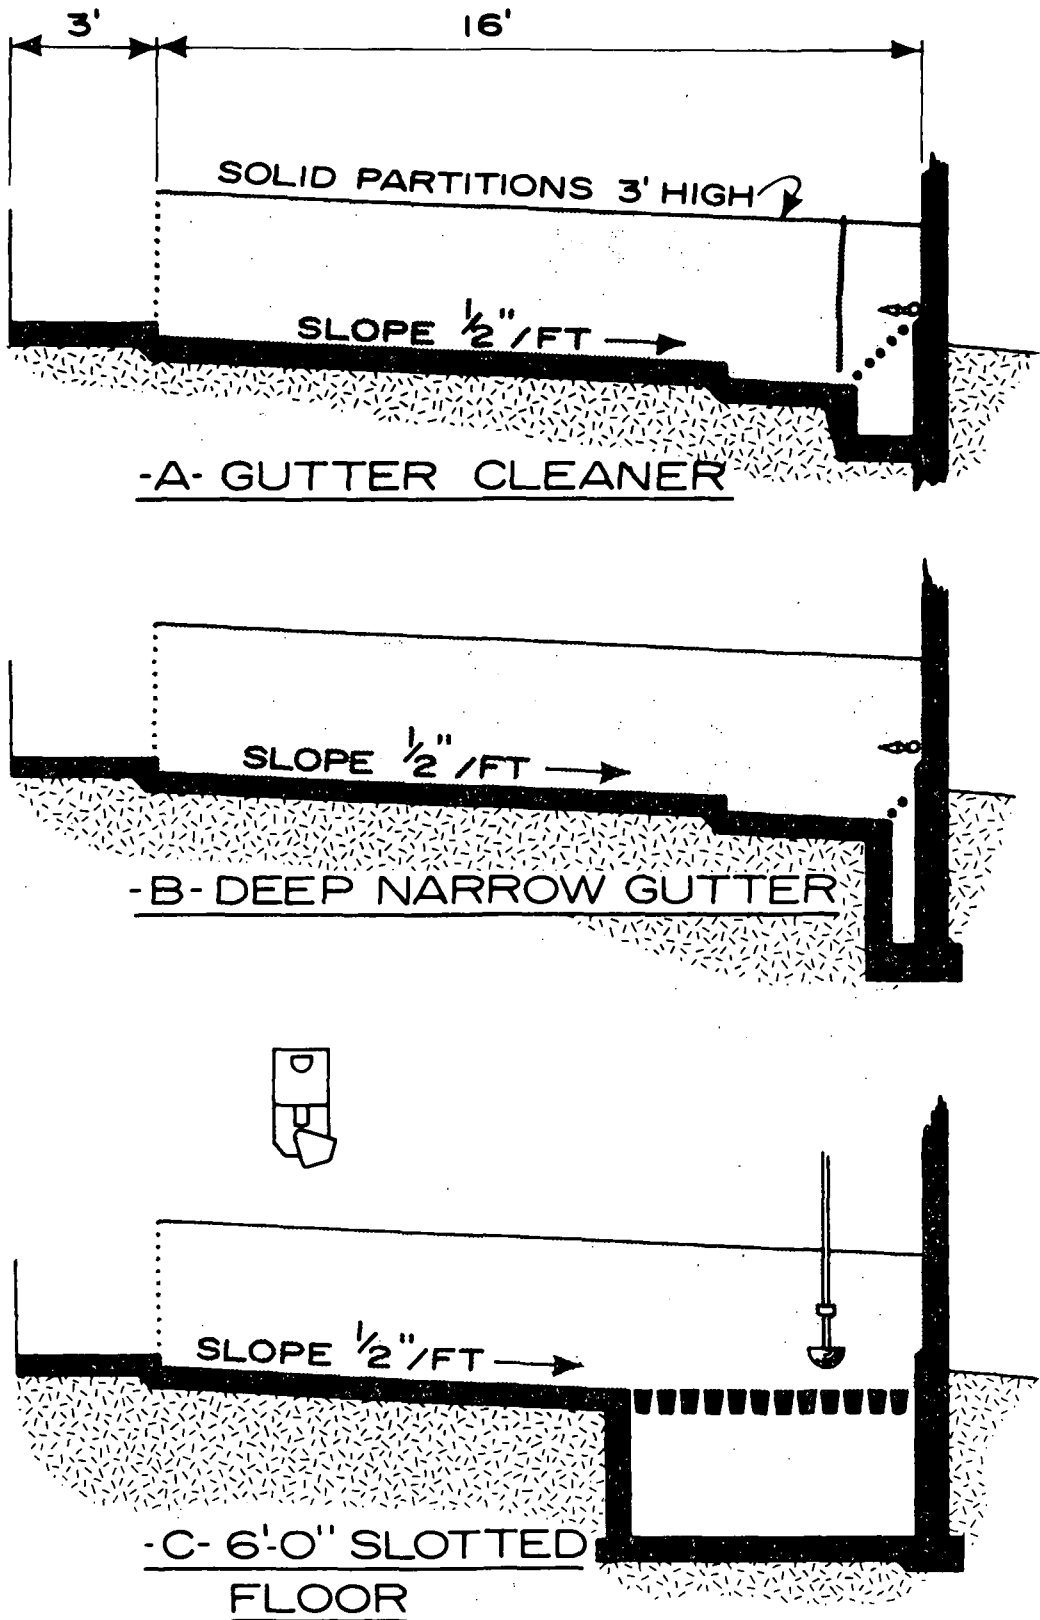 3' 16'
SOLID PARTITIONS 3' HIGH
SLOPE 1/2"/FT
-A- GUTTER CLEANER
SLOPE 1/2"/FT
-B- DEEP NARROW GUTTER
SLOPE 1/2"/FT
-C- 6'-0" SLOTTED
FLOOR